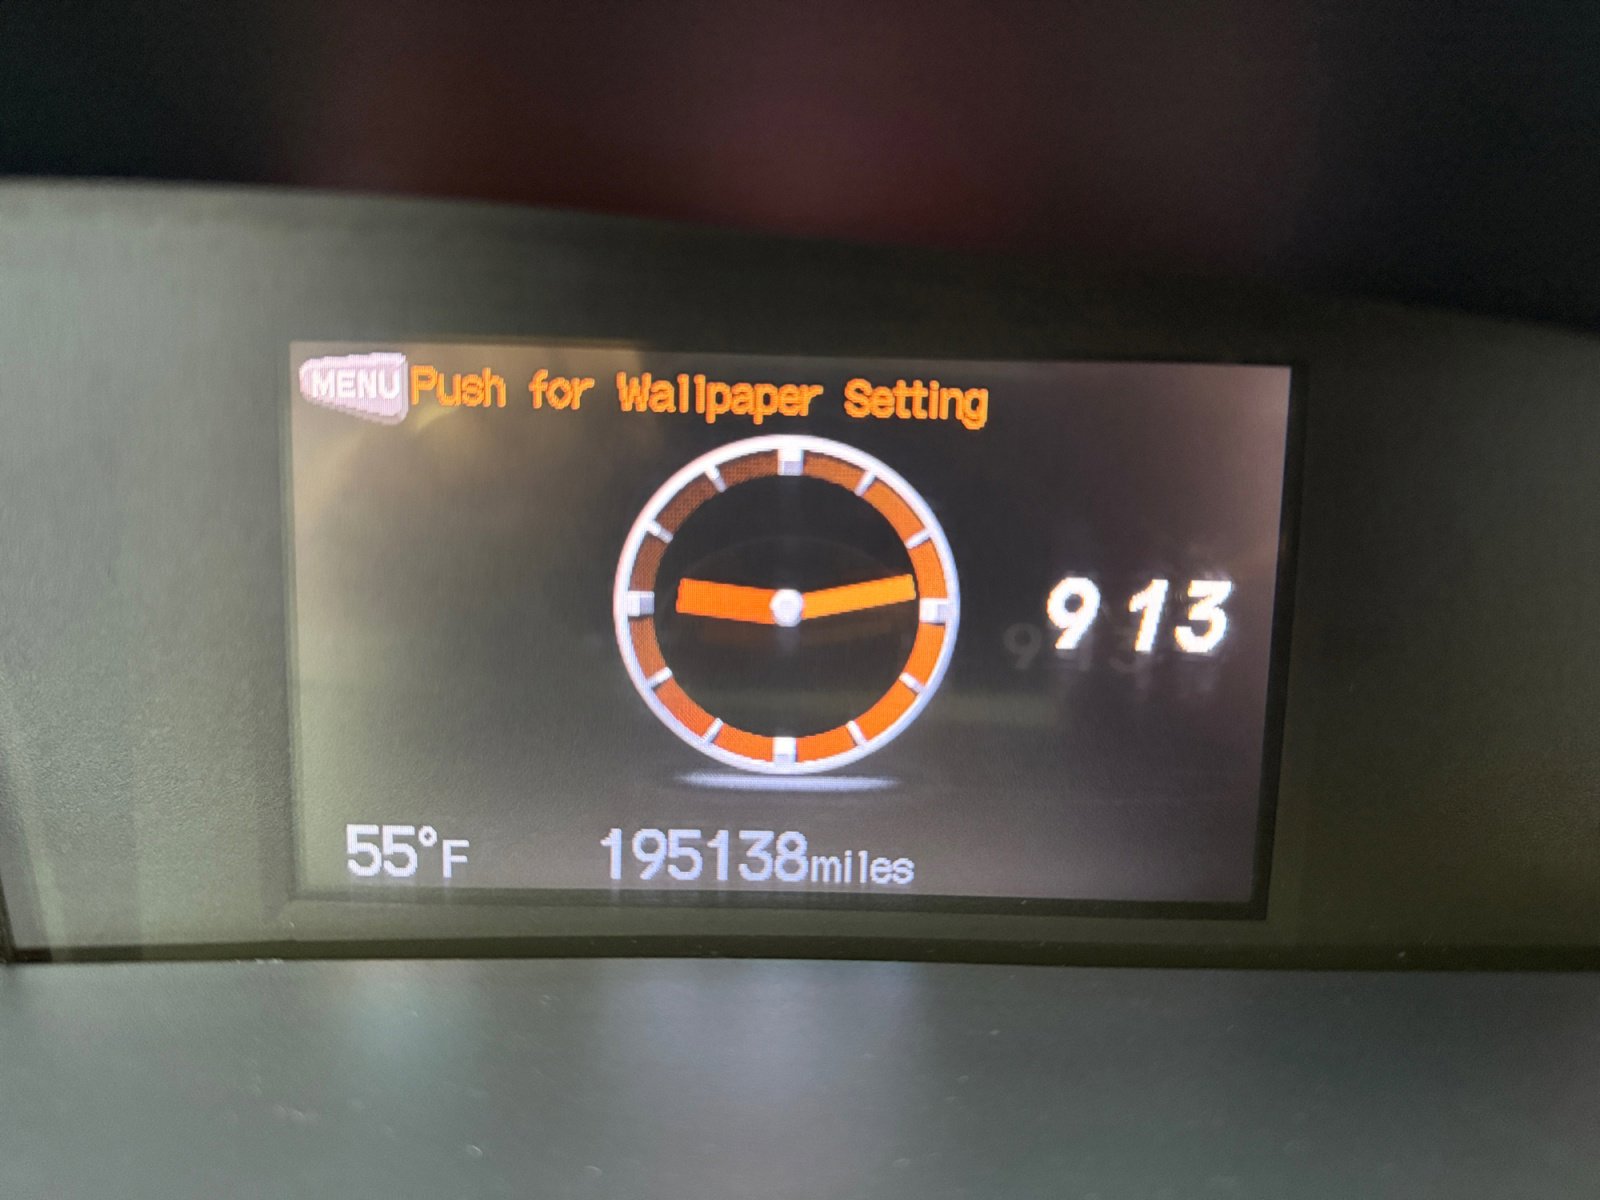 MENU Push for Wallpaper Setting
9 13
55°F 195138miles